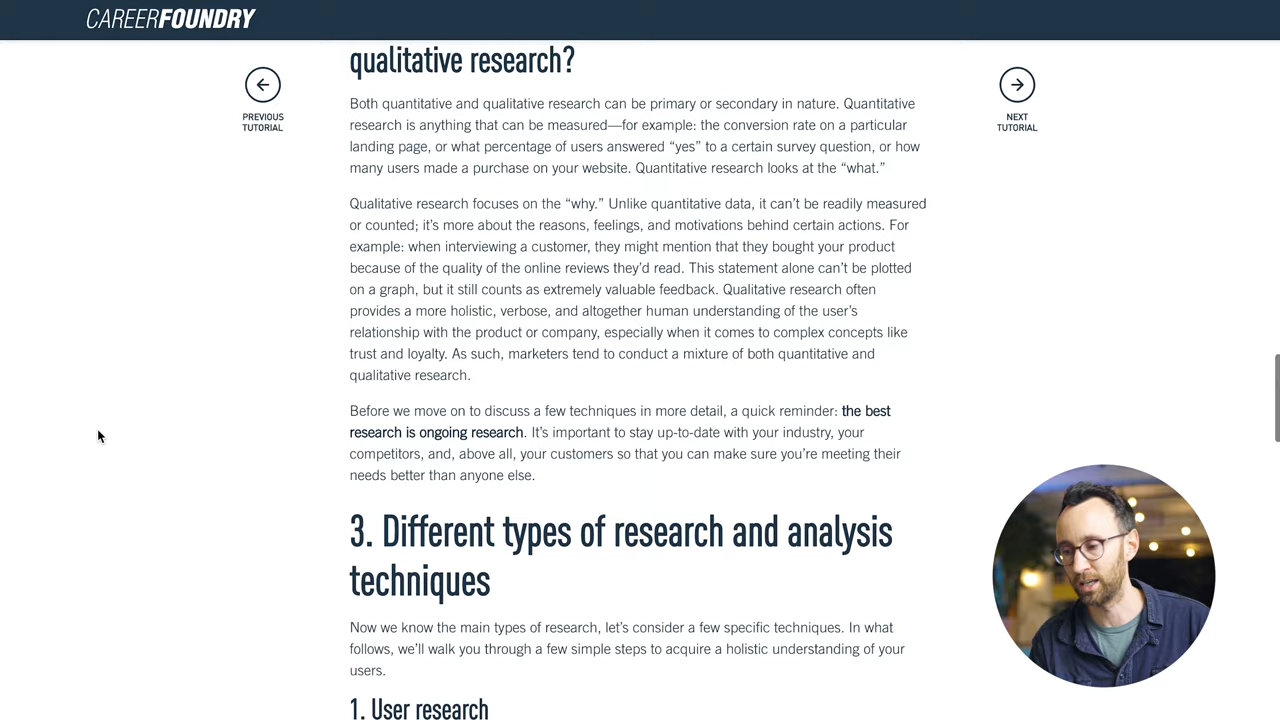 CAREERFOUNDRY
qualitative research?
PREVIOUS
TUTORIAL
NEXT
TUTORIAL
Both quantitative and qualitative research can be primary or secondary in nature. Quantitative
research is anything that can be measured—for example: the conversion rate on a particular
landing page, or what percentage of users answered “yes” to a certain survey question, or how
many users made a purchase on your website. Quantitative research looks at the “what.”
Qualitative research focuses on the “why.” Unlike quantitative data, it can’t be readily measured
or counted; it’s more about the reasons, feelings, and motivations behind certain actions. For
example: when interviewing a customer, they might mention that they bought your product
because of the quality of the online reviews they’d read. This statement alone can’t be plotted
on a graph, but it still counts as extremely valuable feedback. Qualitative research often
provides a more holistic, verbose, and altogether human understanding of the user’s
relationship with the product or company, especially when it comes to complex concepts like
trust and loyalty. As such, marketers tend to conduct a mixture of both quantitative and
qualitative research.
Before we move on to discuss a few techniques in more detail, a quick reminder: the best
research is ongoing research. It’s important to stay up-to-date with your industry, your
competitors, and, above all, your customers so that you can make sure you’re meeting their
needs better than anyone else.
3. Different types of research and analysis
techniques
Now we know the main types of research, let’s consider a few specific techniques. In what
follows, we’ll walk you through a few simple steps to acquire a holistic understanding of your
users.
1. User research